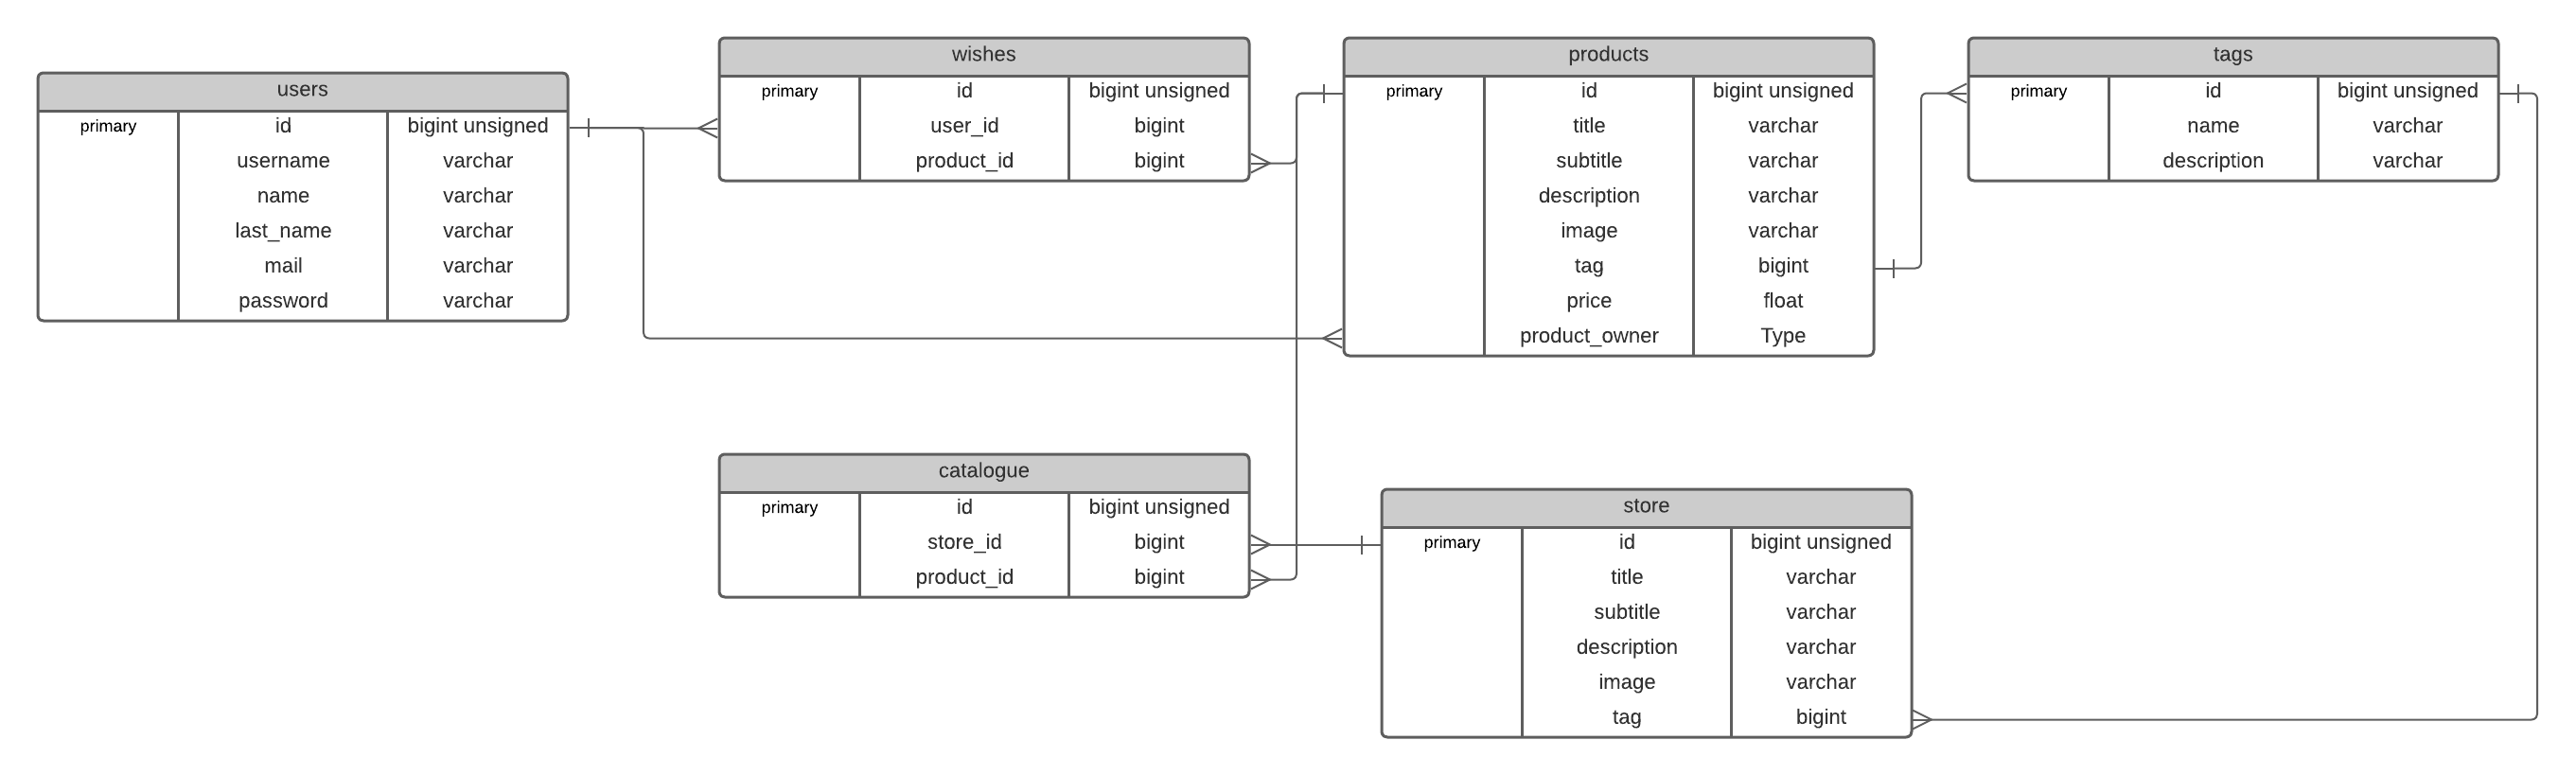 users
primary id bigint unsigned
username varchar
name varchar
last_name varchar
mail varchar
password varchar
wishes
primary id bigint unsigned
user_id bigint
product_id bigint
products
primary id bigint unsigned
title varchar
subtitle varchar
description varchar
image varchar
tag bigint
price float
product_owner Type
tags
primary id bigint unsigned
name varchar
description varchar
catalogue
primary id bigint unsigned
store_id bigint
product_id bigint
store
primary id bigint unsigned
title varchar
subtitle varchar
description varchar
image varchar
tag bigint